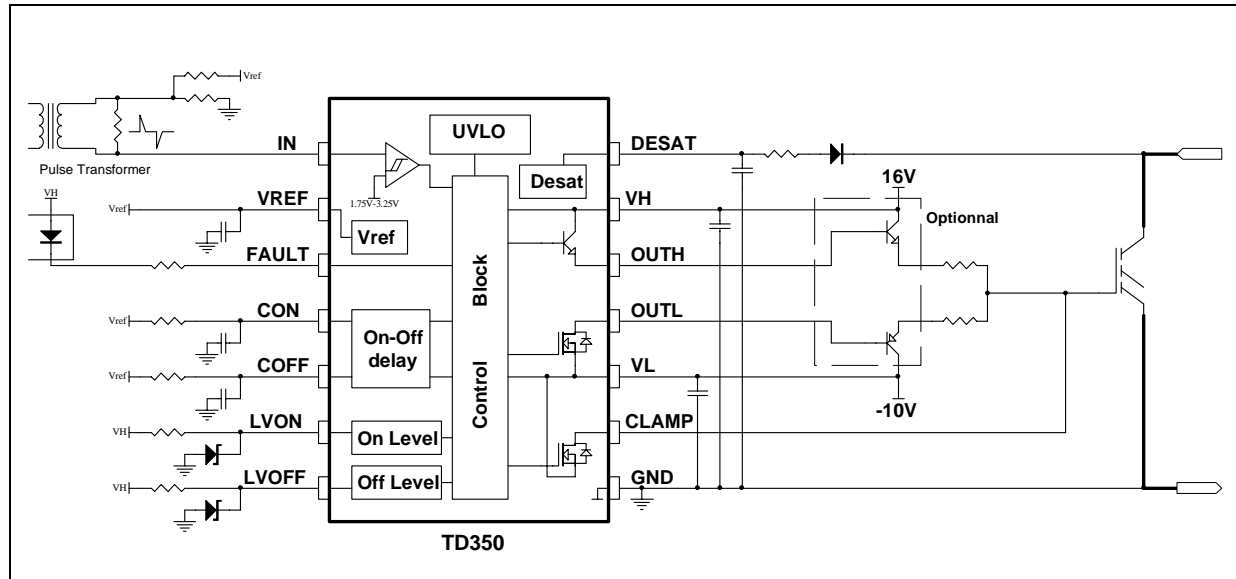 Vref
Pulse Transformer
IN
UVLO
DESAT
Desat
1.75V-3.25V
VH
Vref
VREF
Vref
VH
16V
Optionnal
FAULT
OUTH
Vref
CON
On-Off
delay
Control Block
OUTL
Vref
COFF
VL
-10V
VH
LVON
On Level
CLAMP
VH
LVOFF
Off Level
GND
TD350